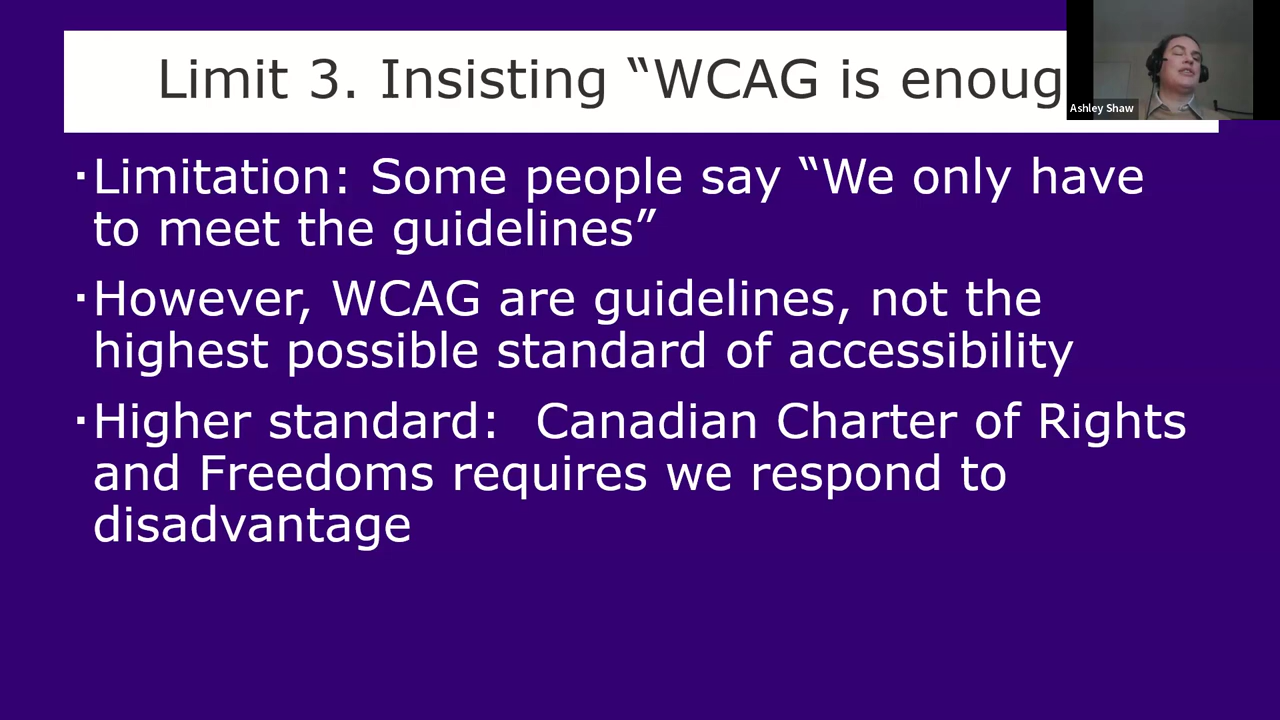 Limit 3. Insisting “WCAG is enoug
Ashley Shaw
▪Limitation: Some people say “We only have
to meet the guidelines”
▪However, WCAG are guidelines, not the
highest possible standard of accessibility
▪Higher standard:  Canadian Charter of Rights
and Freedoms requires we respond to
disadvantage